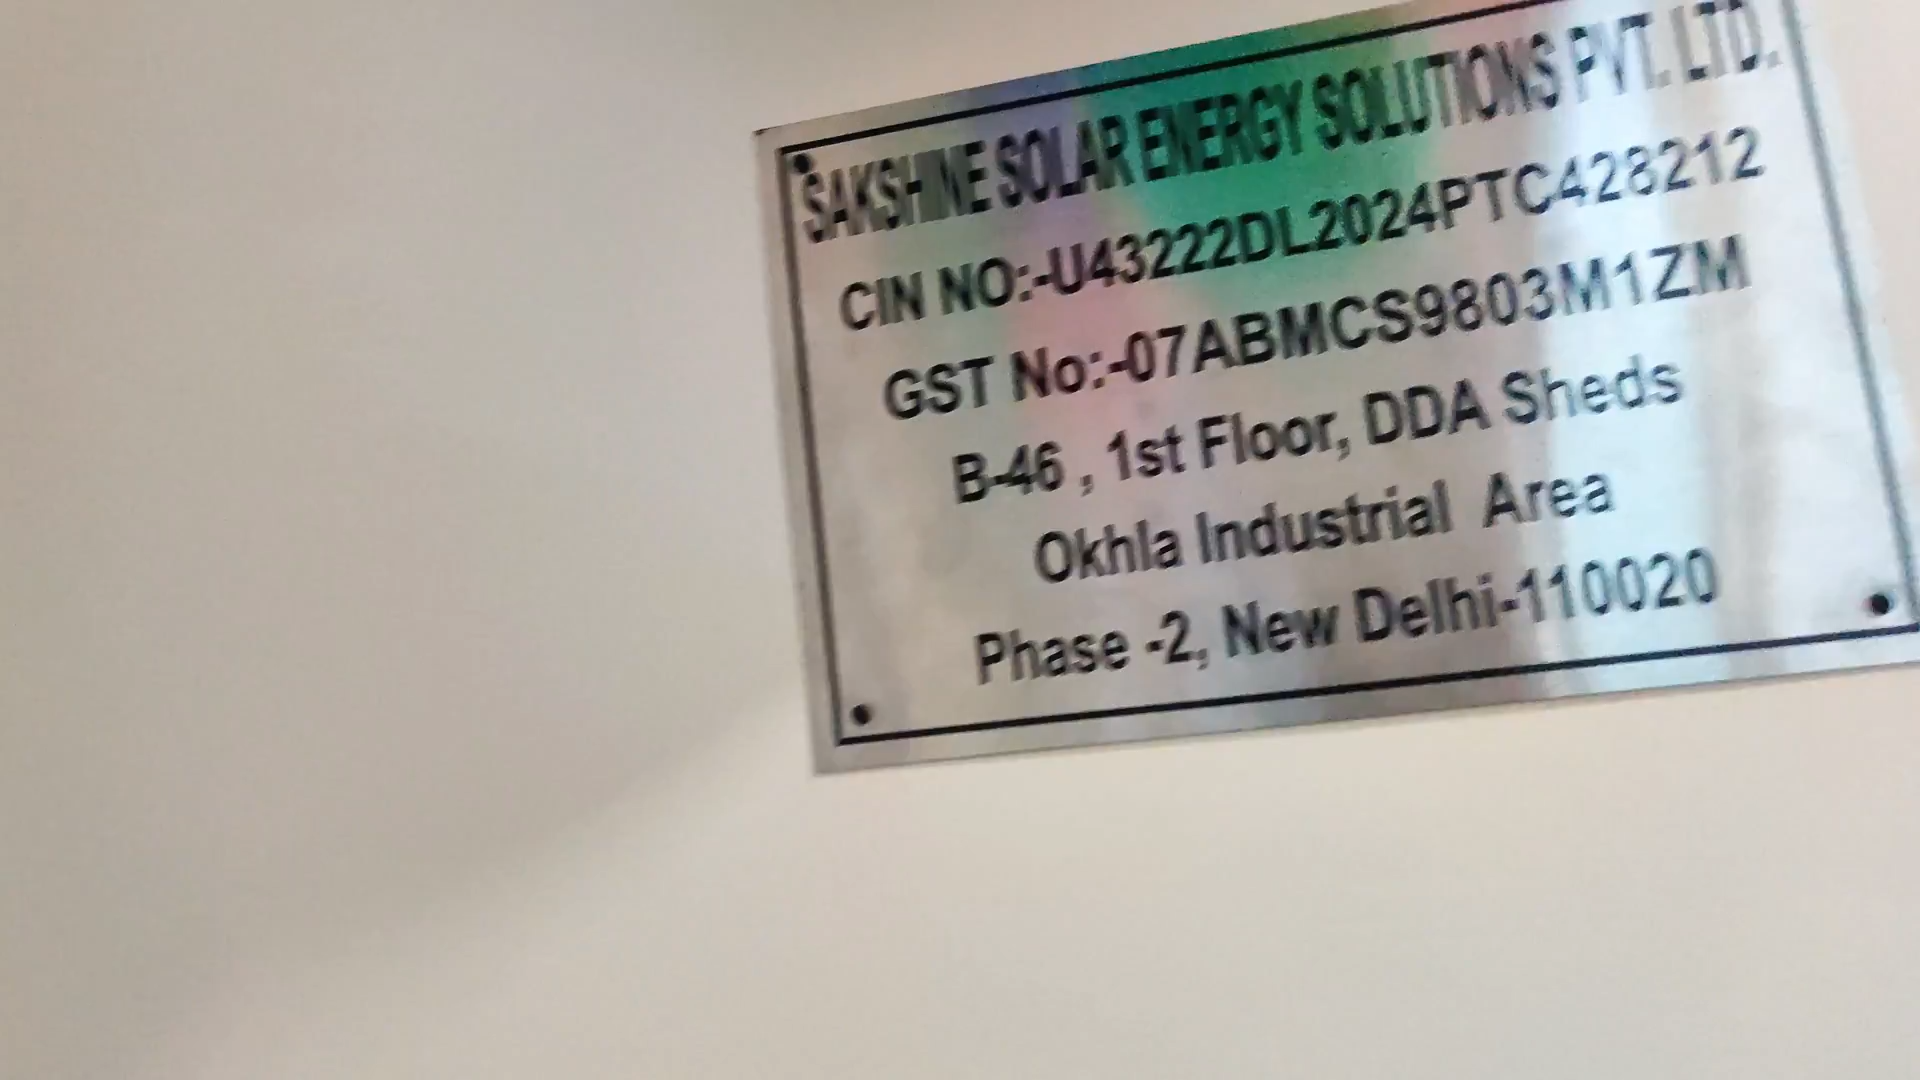 SAKSHINE SOLAR ENERGY SOLUTIONS PVT. LTD.
CIN NO:-U43222DL2024PTC428212
GST No:-07ABMCS9803M1ZM
B-46 , 1st Floor, DDA Sheds
Okhla Industrial Area
Phase -2, New Delhi-110020